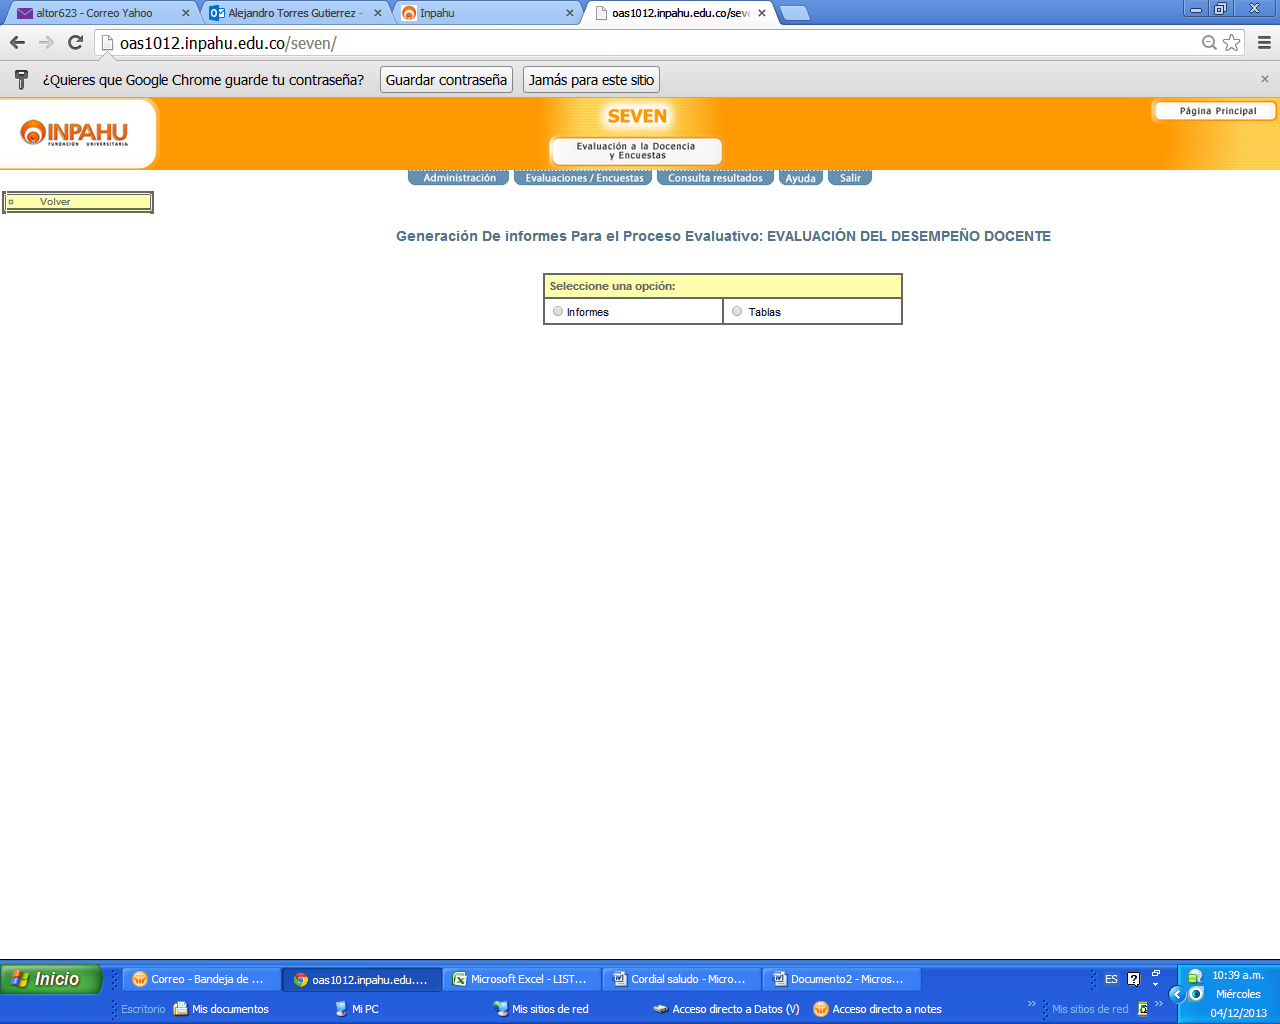 altor623 - Correo Yahoo
Alejandro Torres Gutierrez -
Inpahu
oas1012.inpahu.edu.co/sev
oas1012.inpahu.edu.co/seven/
¿Quieres que Google Chrome guarde tu contraseña?
Guardar contraseña
Jamás para este sitio
INPAHU
FUNDACIÓN UNIVERSITARIA
SEVEN
Evaluación a la Docencia
y Encuestas
Página Principal
Administración
Evaluaciones / Encuestas
Consulta resultados
Ayuda
Salir
Volver
Generación De informes Para el Proceso Evaluativo: EVALUACIÓN DEL DESEMPEÑO DOCENTE
Seleccione una opción:
Informes
Tablas
Inicio
Correo - Bandeja de ...
oas1012.inpahu.edu....
Microsoft Excel - LIST...
Cordial saludo - Micro...
Documento2 - Micros...
ES
10:39 a.m.
Miércoles
04/12/2013
Escritorio
Mis documentos
Mi PC
Mis sitios de red
Acceso directo a Datos (V)
Acceso directo a notes
Mis sitios de red